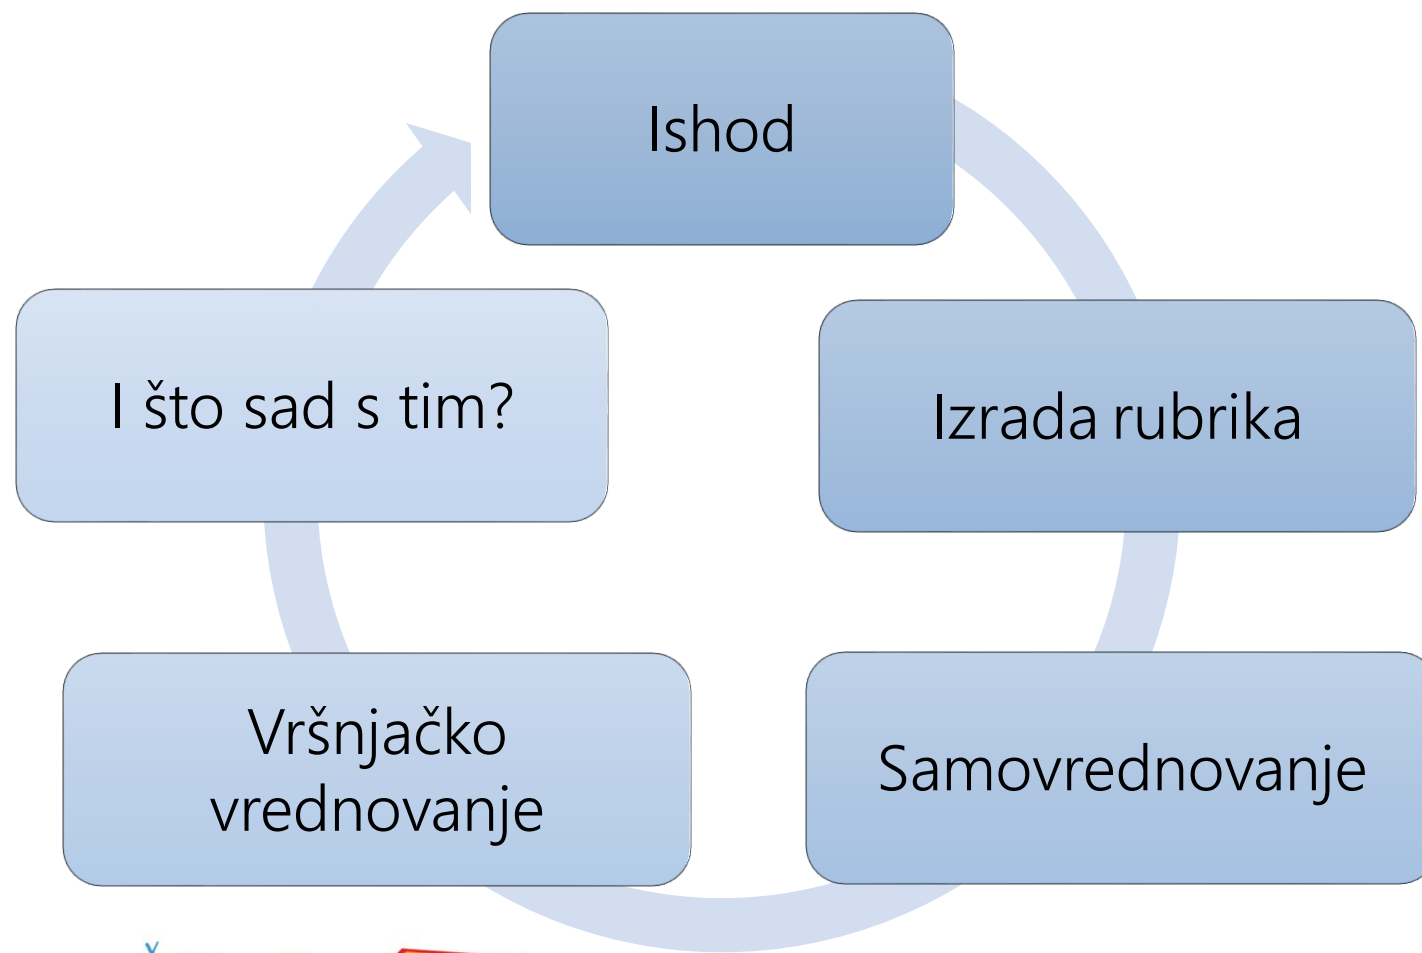 Ishod
Izrada rubrika
Samovrednovanje
Vršnjačko
vrednovanje
I što sad s tim?